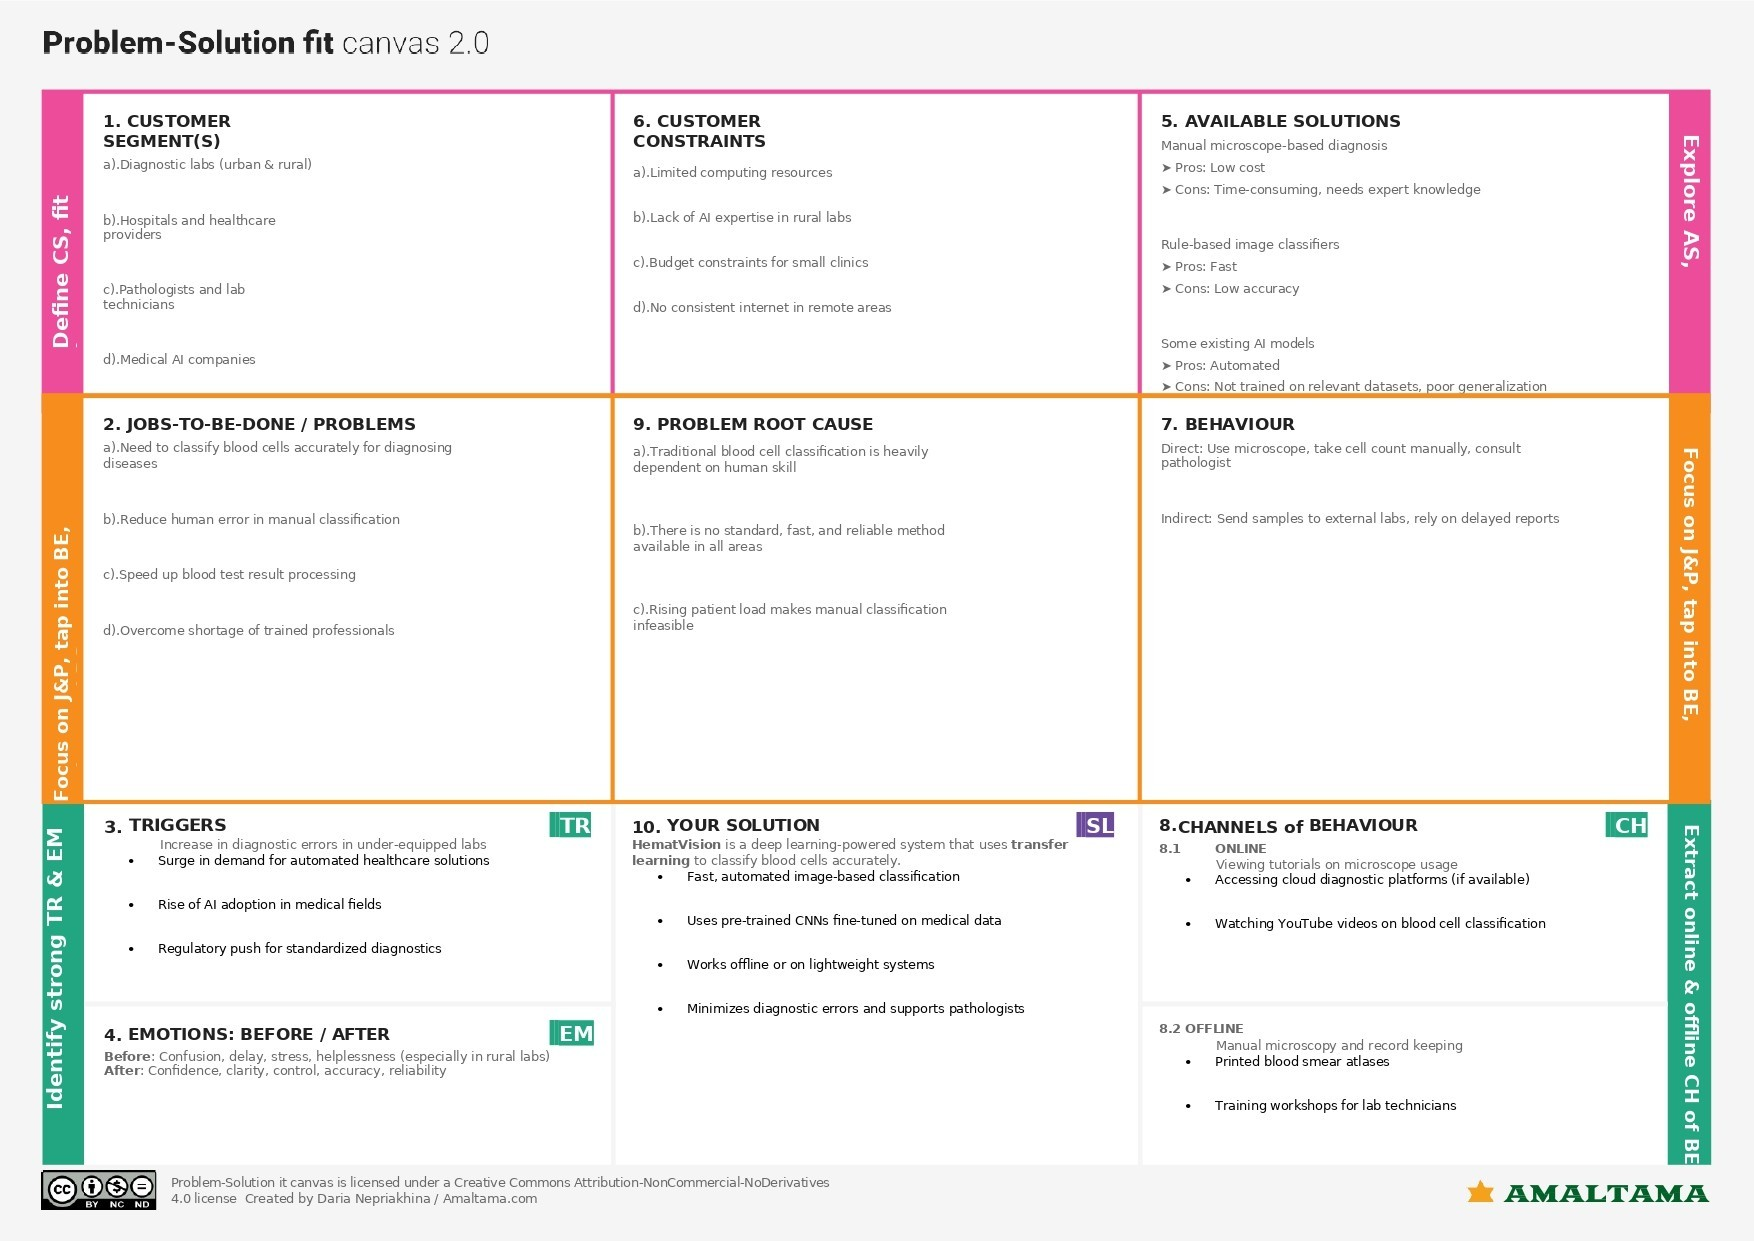 Problem-Solution fit canvas 2.0
Define CS, fit
1. CUSTOMER
SEGMENT(S)
a).Diagnostic labs (urban & rural)
b).Hospitals and healthcare
providers
c).Pathologists and lab
technicians
d).Medical AI companies
6. CUSTOMER
CONSTRAINTS
a).Limited computing resources
b).Lack of AI expertise in rural labs
c).Budget constraints for small clinics
d).No consistent internet in remote areas
5. AVAILABLE SOLUTIONS
Manual microscope-based diagnosis
➤ Pros: Low cost
➤ Cons: Time-consuming, needs expert knowledge
Rule-based image classifiers
➤ Pros: Fast
➤ Cons: Low accuracy
Some existing AI models
➤ Pros: Automated
➤ Cons: Not trained on relevant datasets, poor generalization
Explore AS,
Focus on J&P, tap into BE,
2. JOBS-TO-BE-DONE / PROBLEMS
a).Need to classify blood cells accurately for diagnosing
diseases
b).Reduce human error in manual classification
c).Speed up blood test result processing
d).Overcome shortage of trained professionals
9. PROBLEM ROOT CAUSE
a).Traditional blood cell classification is heavily
dependent on human skill
b).There is no standard, fast, and reliable method
available in all areas
c).Rising patient load makes manual classification
infeasible
7. BEHAVIOUR
Direct: Use microscope, take cell count manually, consult
pathologist
Indirect: Send samples to external labs, rely on delayed reports
Focus on J&P, tap into BE,
Identify strong TR & EM
3. TRIGGERS
TR
Increase in diagnostic errors in under-equipped labs
• Surge in demand for automated healthcare solutions
• Rise of AI adoption in medical fields
• Regulatory push for standardized diagnostics
4. EMOTIONS: BEFORE / AFTER
EM
Before: Confusion, delay, stress, helplessness (especially in rural labs)
After: Confidence, clarity, control, accuracy, reliability
10. YOUR SOLUTION
SL
HematVision is a deep learning-powered system that uses transfer
learning to classify blood cells accurately.
• Fast, automated image-based classification
• Uses pre-trained CNNs fine-tuned on medical data
• Works offline or on lightweight systems
• Minimizes diagnostic errors and supports pathologists
8.CHANNELS of BEHAVIOUR
CH
8.1 ONLINE
Viewing tutorials on microscope usage
• Accessing cloud diagnostic platforms (if available)
• Watching YouTube videos on blood cell classification
8.2 OFFLINE
Manual microscopy and record keeping
• Printed blood smear atlases
• Training workshops for lab technicians
Extract online & offline CH of BE
cc
BY NC ND
Problem-Solution it canvas is licensed under a Creative Commons Attribution-NonCommercial-NoDerivatives
4.0 license Created by Daria Nepriakhina / Amaltama.com
AMALTAMA